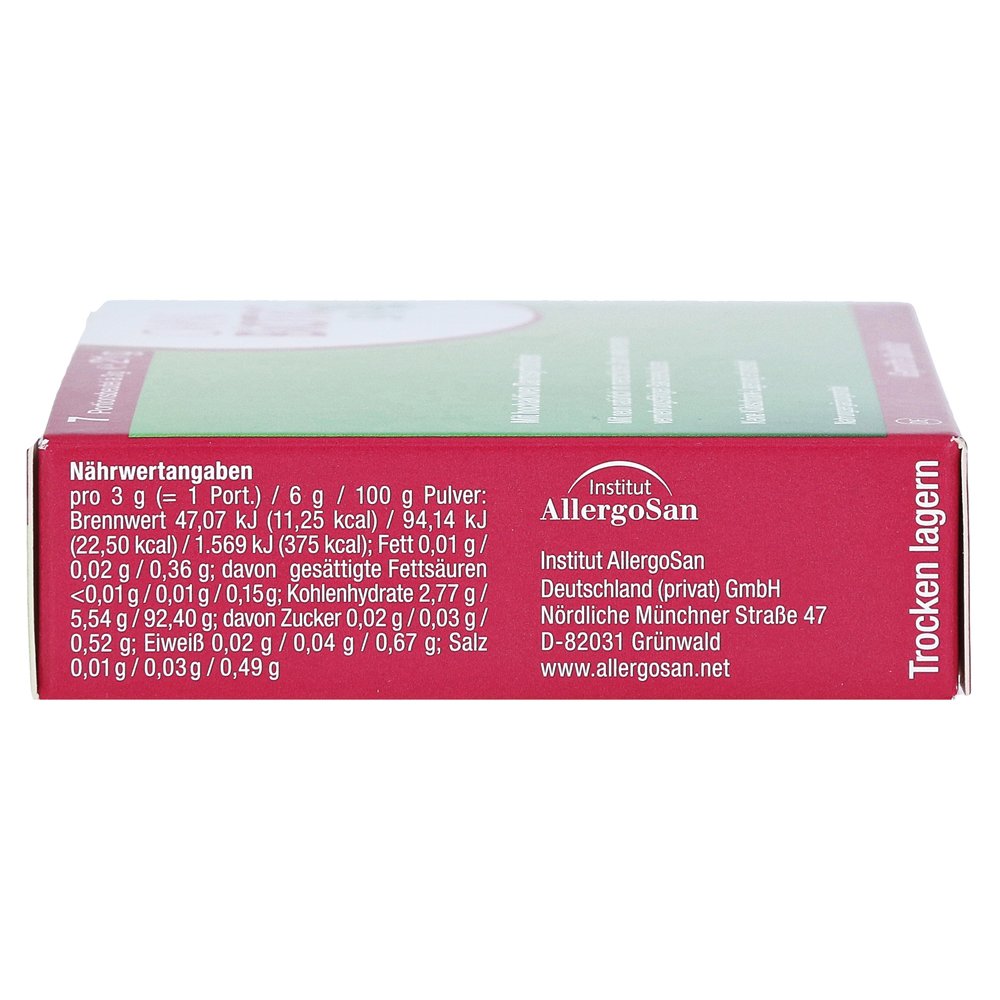 7 Portionsbeutel
Nährwertangaben
pro 3 g (= 1 Port.) / 6 g / 100 g Pulver:
Brennwert 47,07 kJ (11,25 kcal) / 94,14 kJ
(22,50 kcal) / 1.569 kJ (375 kcal); Fett 0,01 g /
0,02 g / 0,36 g; davon gesättigte Fettsäuren
<0,01 g / 0,01 g / 0,15g; Kohlenhydrate 2,77 g /
5,54 g / 92,40 g; davon Zucker 0,02 g / 0,03 g /
0,52 g; Eiweiß 0,02 g / 0,04 g / 0,67 g; Salz
0,01 g / 0,03 g / 0,49 g
Institut
AllergoSan
Institut AllergoSan
Deutschland (privat) GmbH
Nördliche Münchner Straße 47
D-82031 Grünwald
www.allergosan.net
Trocken lagern